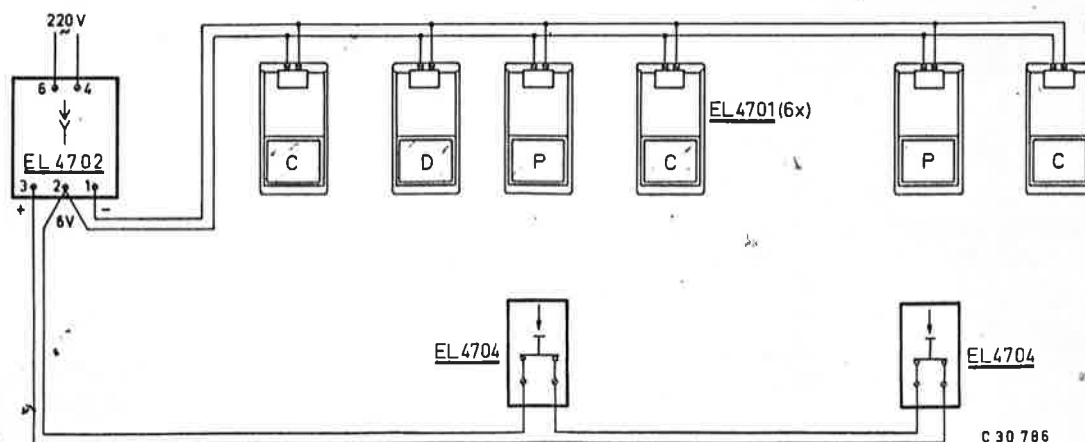 220V
~
6 4
EL 4702
3 2 1
+ 6V -
C D P C P C
EL 4701 (6x)
EL 4704
EL 4704
C 30 786